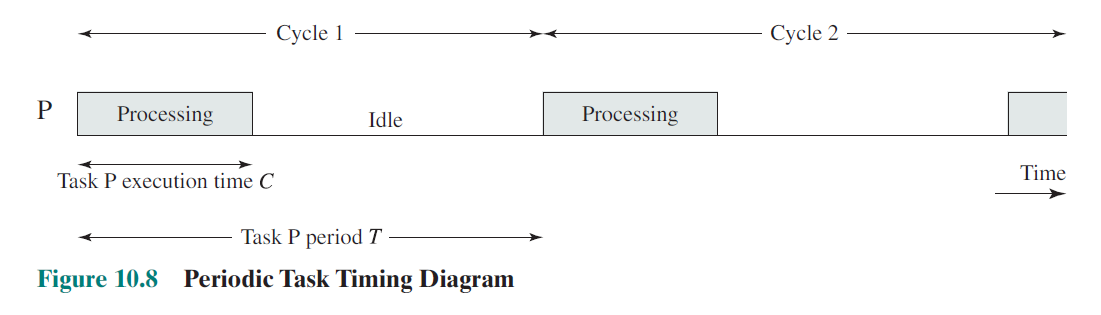 Cycle 1 Cycle 2
P Processing Idle Processing
Task P execution time C Time
Task P period T
Figure 10.8 Periodic Task Timing Diagram